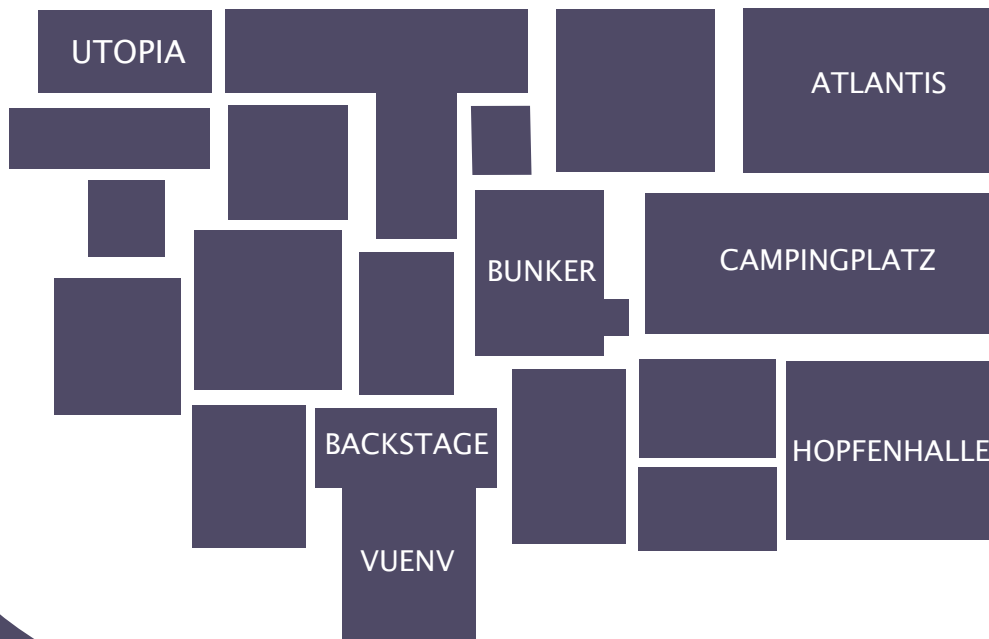 UTOPIA
ATLANTIS
BUNKER
CAMPINGPLATZ
BACKSTAGE
HOPFENHALLE
VUENV